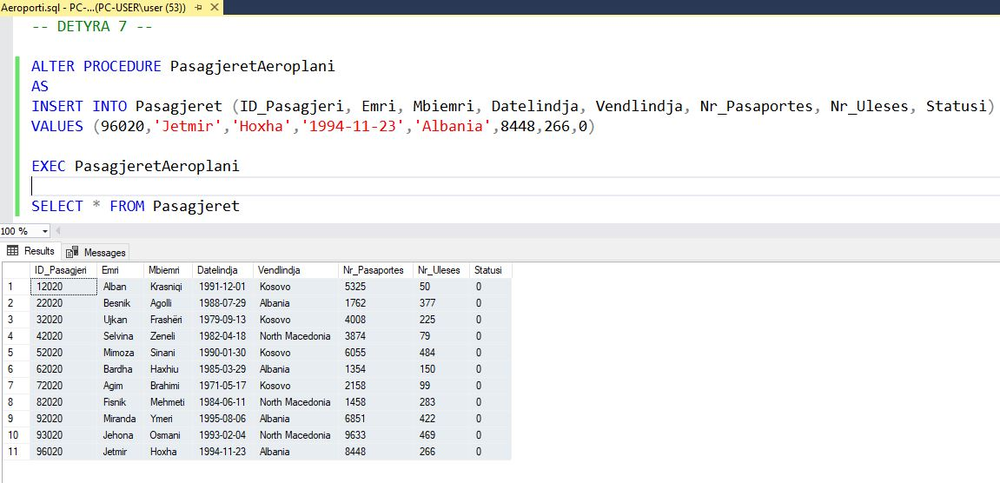 Aeroporti.sql - PC-...(PC-USER\user (53))
-- DETYRA 7 --
ALTER PROCEDURE PasagjeretAeroplani
AS
INSERT INTO Pasagjeret (ID_Pasagjeri, Emri, Mbiemri, Datelindja, Vendlindja, Nr_Pasaportes, Nr_Uleses, Statusi)
VALUES (96020,'Jetmir','Hoxha','1994-11-23','Albania',8448,266,0)
EXEC PasagjeretAeroplani
SELECT * FROM Pasagjeret
100 %
Results Messages
ID_Pasagjeri Emri Mbiemri Datelindja Vendlindja Nr_Pasaportes Nr_Uleses Statusi
1 12020 Alban Krasniqi 1991-12-01 Kosovo 5325 50 0
2 22020 Besnik Agolli 1988-07-29 Albania 1762 377 0
3 32020 Ujkan Frashëri 1979-09-13 Kosovo 4008 225 0
4 42020 Selvina Zeneli 1982-04-18 North Macedonia 3874 79 0
5 52020 Mimoza Sinani 1990-01-30 Kosovo 6055 484 0
6 62020 Bardha Haxhiu 1985-03-29 Albania 1354 150 0
7 72020 Agim Brahimi 1971-05-17 Kosovo 2158 99 0
8 82020 Fisnik Mehmeti 1984-06-11 North Macedonia 1458 283 0
9 92020 Miranda Ymeri 1995-08-06 Albania 6851 422 0
10 93020 Jehona Osmani 1993-02-04 North Macedonia 9633 469 0
11 96020 Jetmir Hoxha 1994-11-23 Albania 8448 266 0